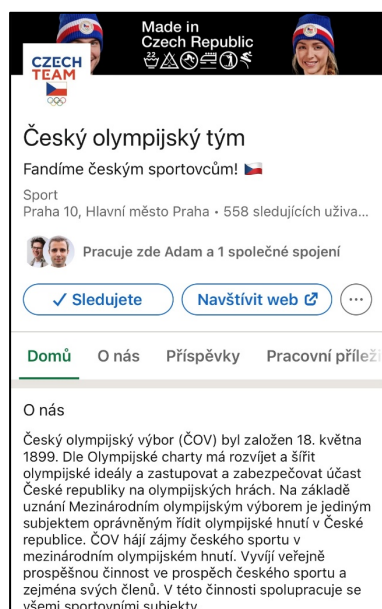 Made in
Czech Republic
CZECH
TEAM
Český olympijský tým
Fandíme českým sportovcům!
Sport
Praha 10, Hlavní město Praha • 558 sledujících uživa...
Pracuje zde Adam a 1 společné spojení
✓ Sledujete
Navštívit web
Domů O nás Příspěvky Pracovní příleži
O nás
Český olympijský výbor (ČOV) byl založen 18. května
1899. Dle Olympijské charty má rozvíjet a šířit
olympijské ideály a zastupovat a zabezpečovat účast
České republiky na olympijských hrách. Na základě
uznání Mezinárodním olympijským výborem je jediným
subjektem oprávněným řídit olympijské hnutí v České
republice. ČOV hájí zájmy českého sportu v
mezinárodním olympijském hnutí. Vyvíjí veřejně
prospěšnou činnost ve prospěch českého sportu a
zejména svých členů. V této činnosti spolupracuje se
všemi sportovními subjekty